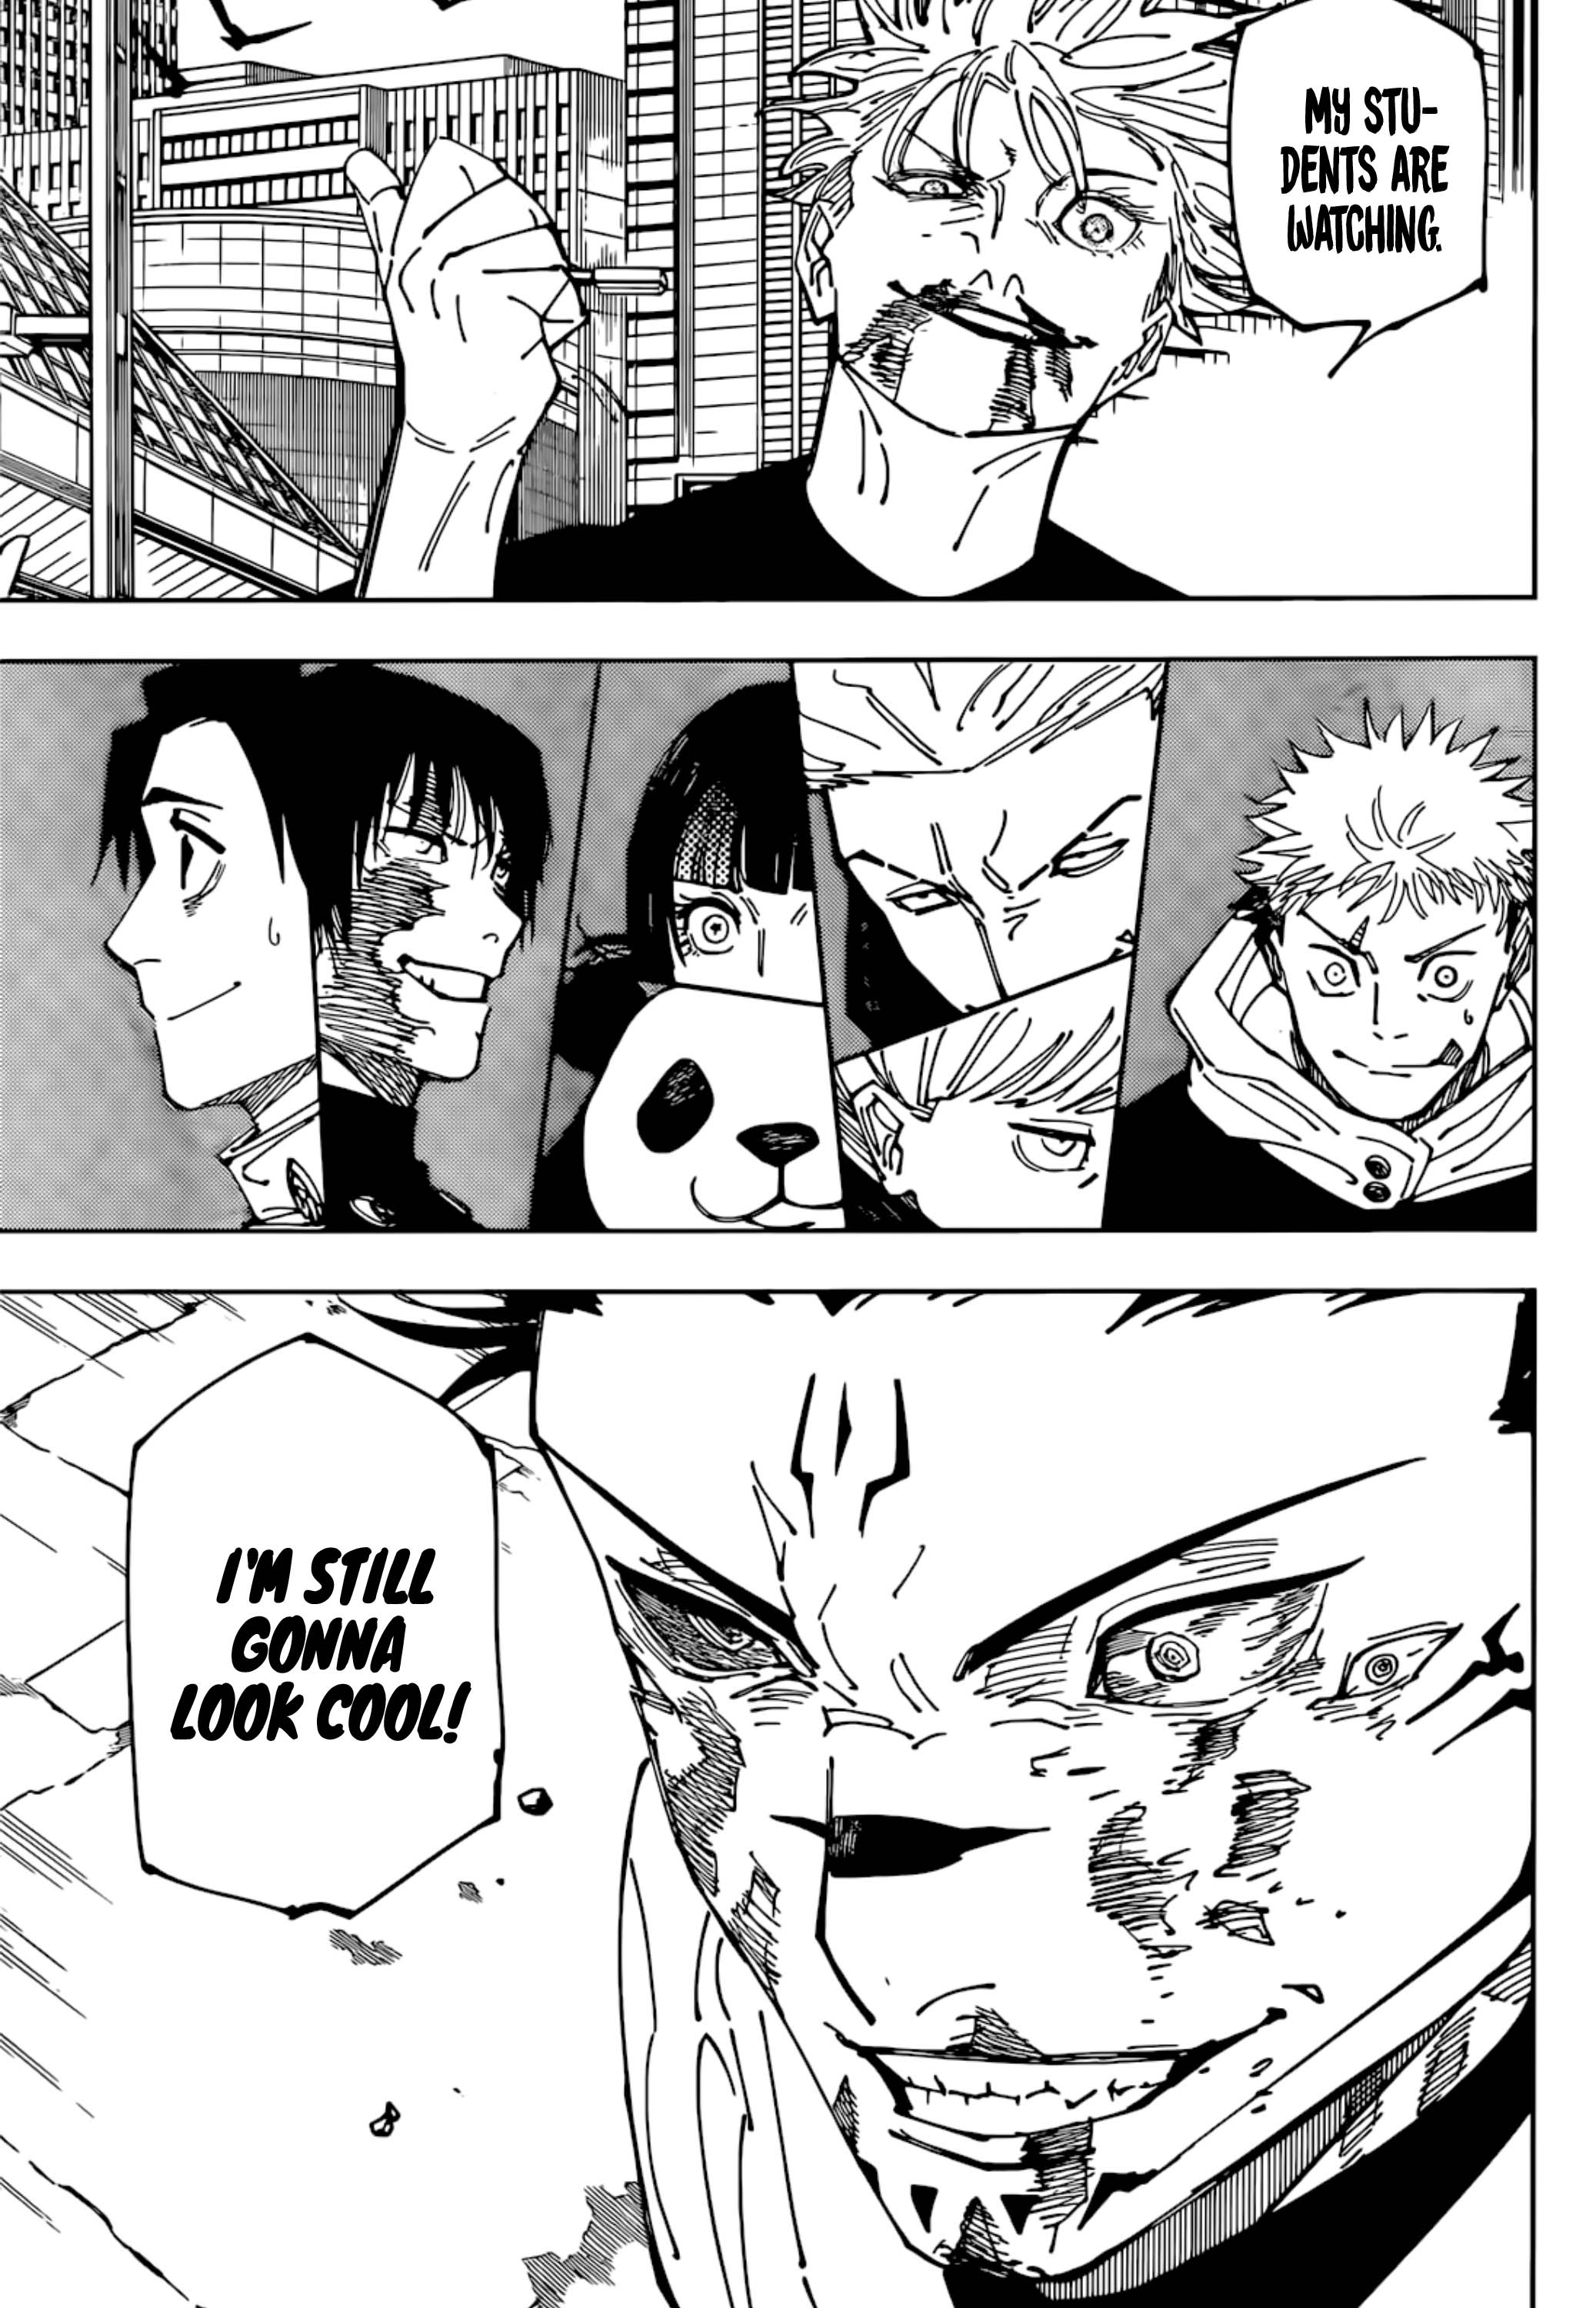 MY STU-
DENTS ARE
WATCHING.
I'M STILL
GONNA
LOOK COOL!